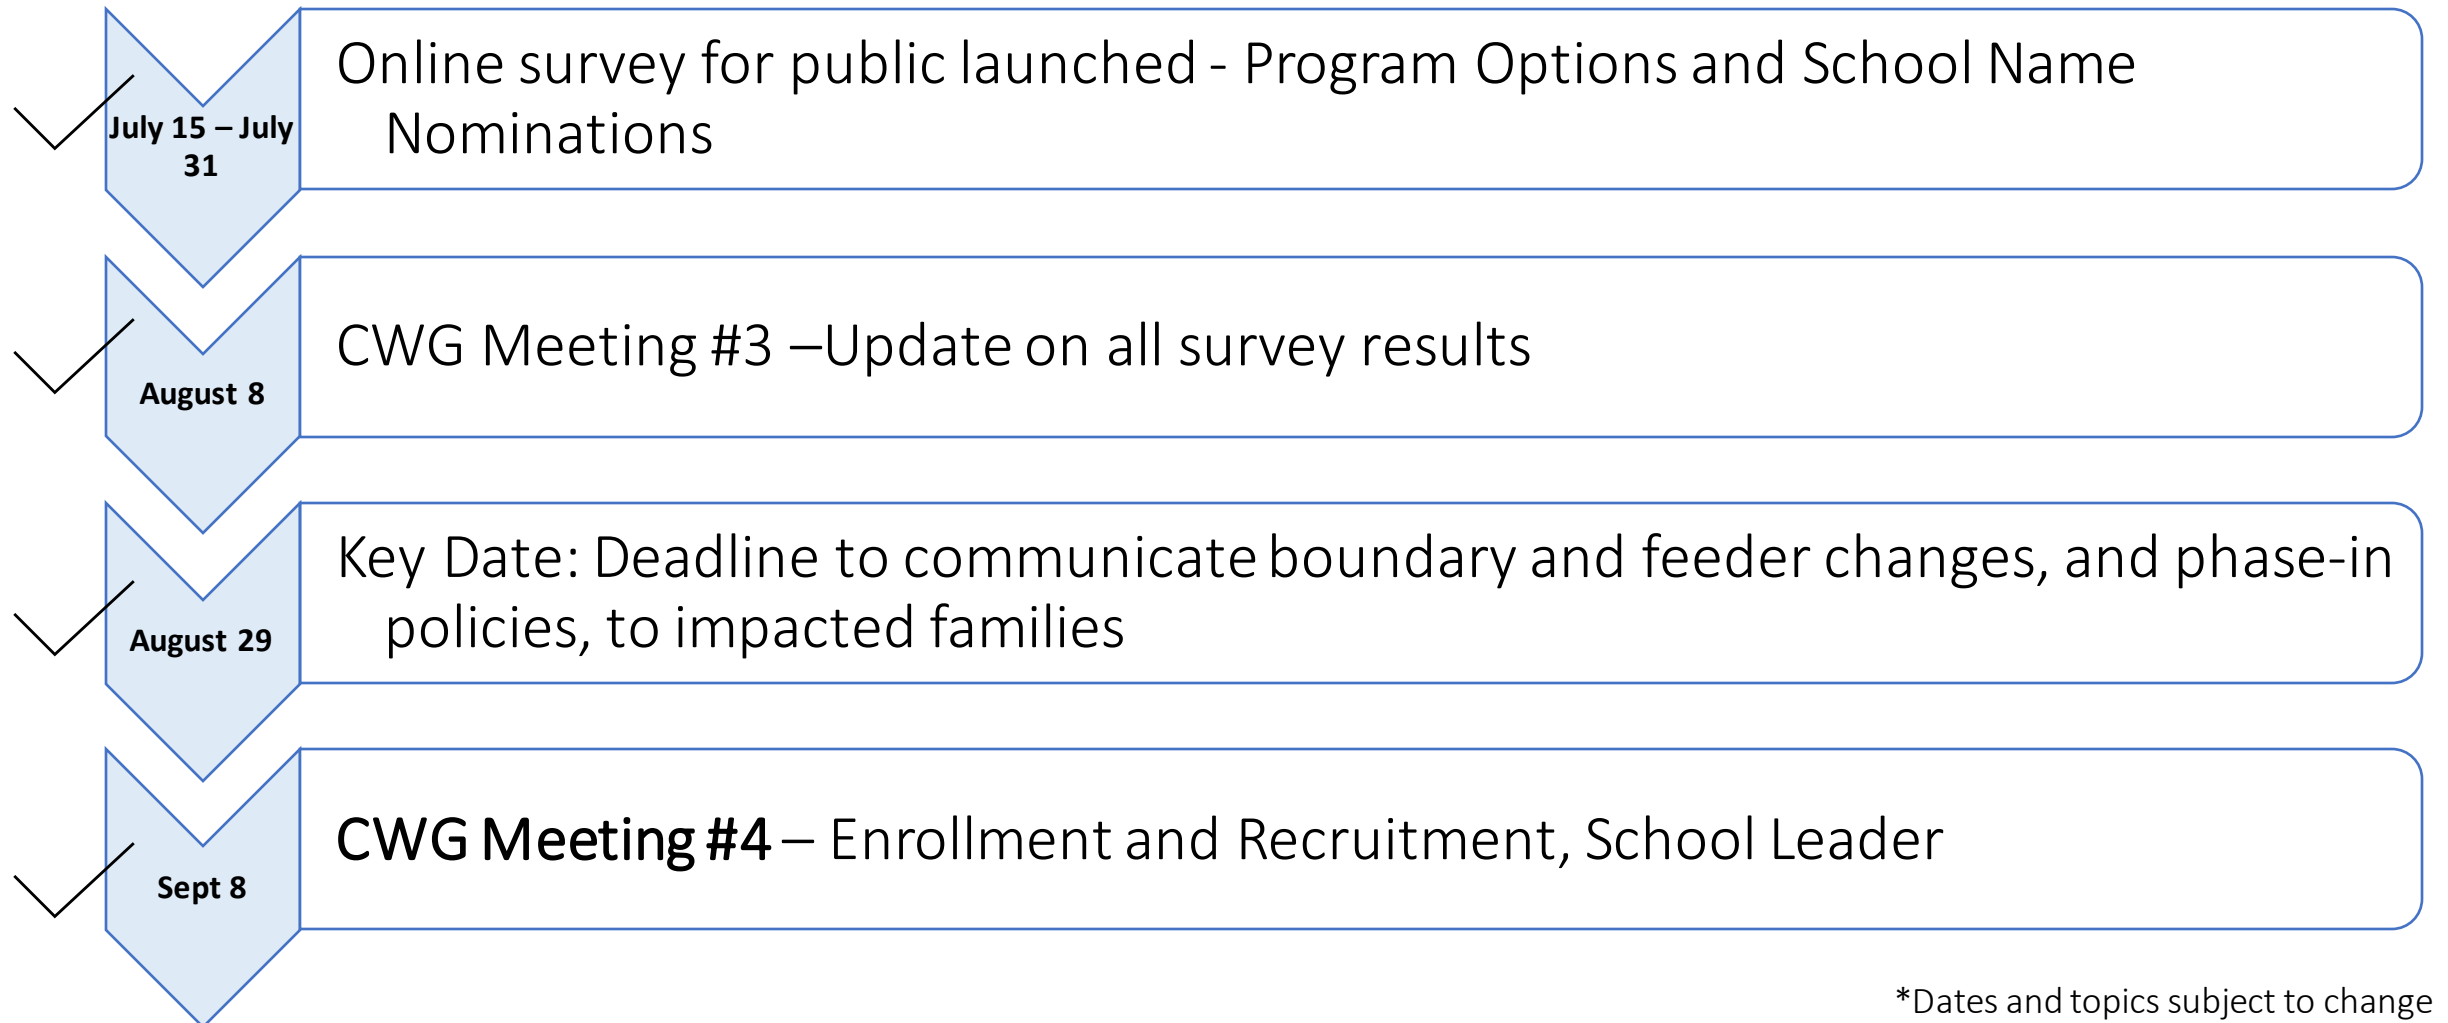 July 15 – July
31
Online survey for public launched - Program Options and School Name
Nominations
August 8
CWG Meeting #3 –Update on all survey results
August 29
Key Date: Deadline to communicate boundary and feeder changes, and phase-in
policies, to impacted families
Sept 8
CWG Meeting #4 – Enrollment and Recruitment, School Leader
*Dates and topics subject to change